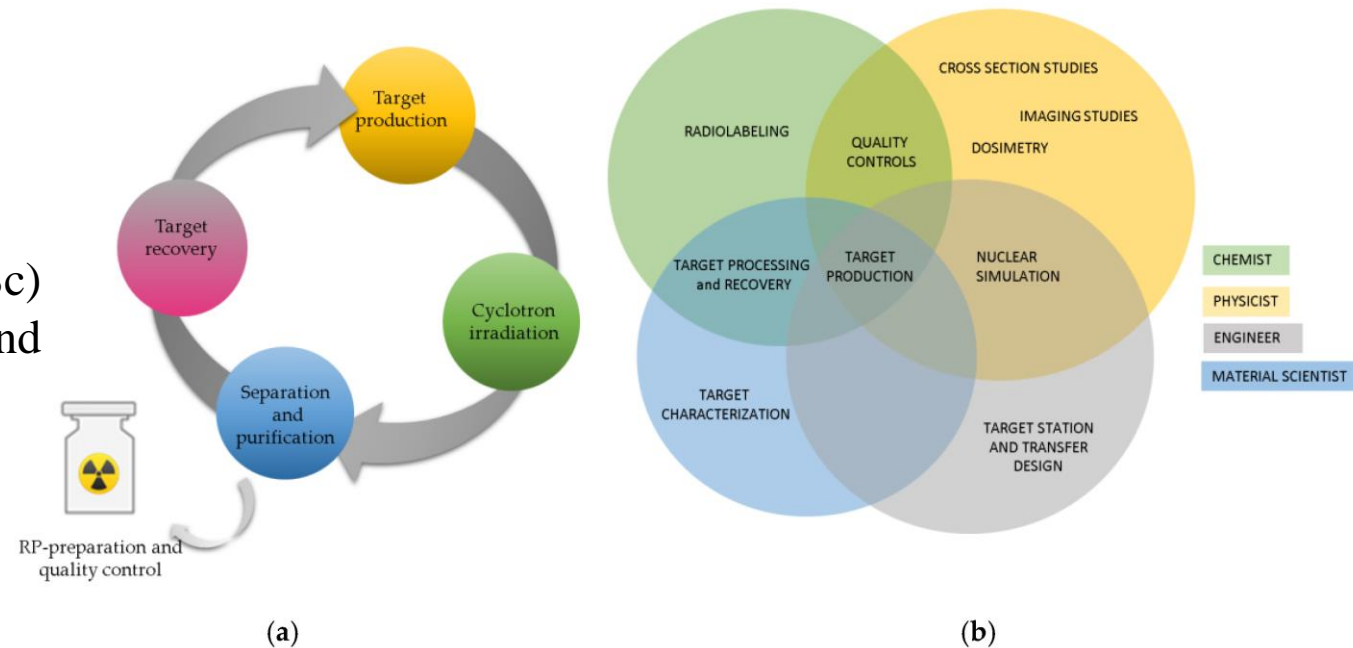 c)
nd
Target
production
Target
recovery
Cyclotron
irradiation
Separation
and
purification
RP-preparation and
quality control
(a)
CROSS SECTION STUDIES
IMAGING STUDIES
RADIOLABELING
QUALITY
CONTROLS
DOSIMETRY
TARGET PROCESSING
and RECOVERY
TARGET
PRODUCTION
NUCLEAR
SIMULATION
TARGET
CHARACTERIZATION
TARGET STATION
AND TRANSFER
DESIGN
CHEMIST
PHYSICIST
ENGINEER
MATERIAL SCIENTIST
(b)